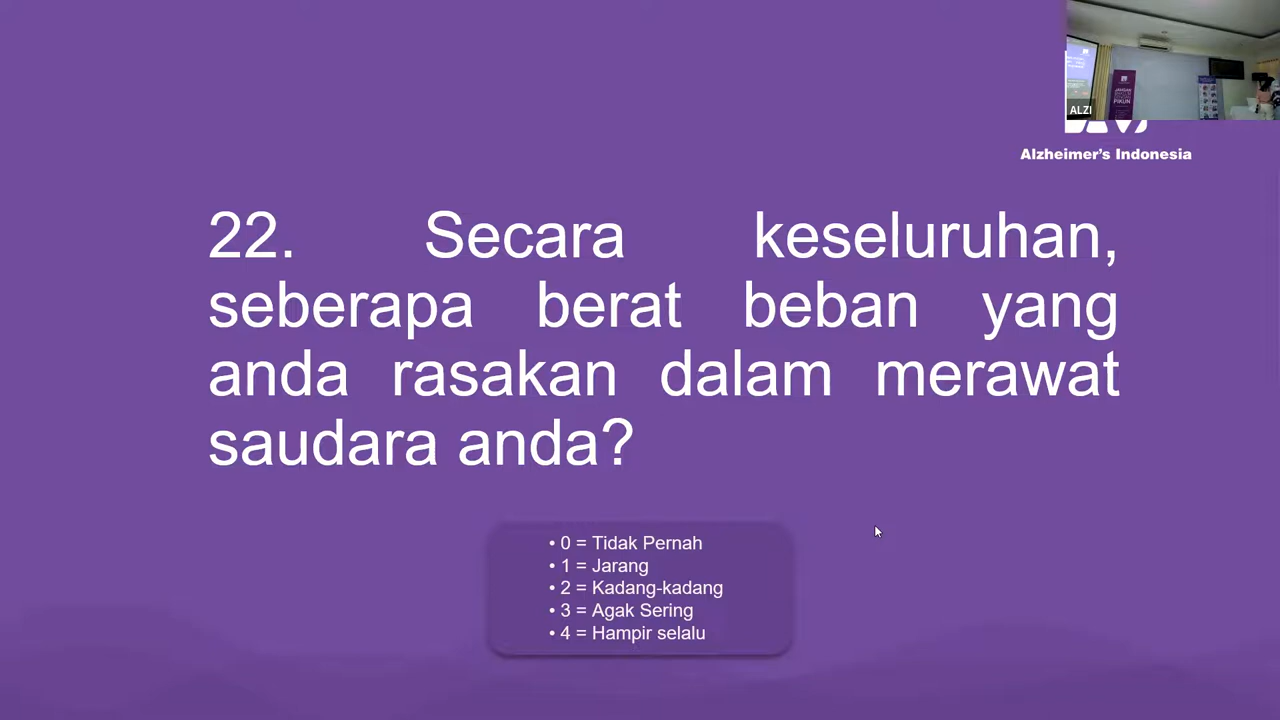 ALZI
Alzheimer's Indonesia
22. Secara keseluruhan,
seberapa berat beban yang
anda rasakan dalam merawat
saudara anda?
• 0 = Tidak Pernah
• 1 = Jarang
• 2 = Kadang-kadang
• 3 = Agak Sering
• 4 = Hampir selalu